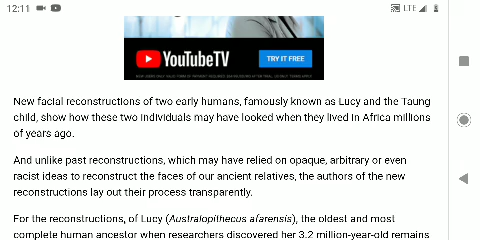 12:11
LTE
YouTubeTV
TRY IT FREE
New facial reconstructions of two early humans, famously known as Lucy and the Taung
child, show how these two individuals may have looked when they lived in Africa millions
of years ago.
And unlike past reconstructions, which may have relied on opaque, arbitrary or even
racist ideas to reconstruct the faces of our ancient relatives, the authors of the new
reconstructions lay out their process transparently.
For the reconstructions, of Lucy (Australopithecus afarensis), the oldest and most
complete human ancestor when researchers discovered her 3.2 million-year-old remains